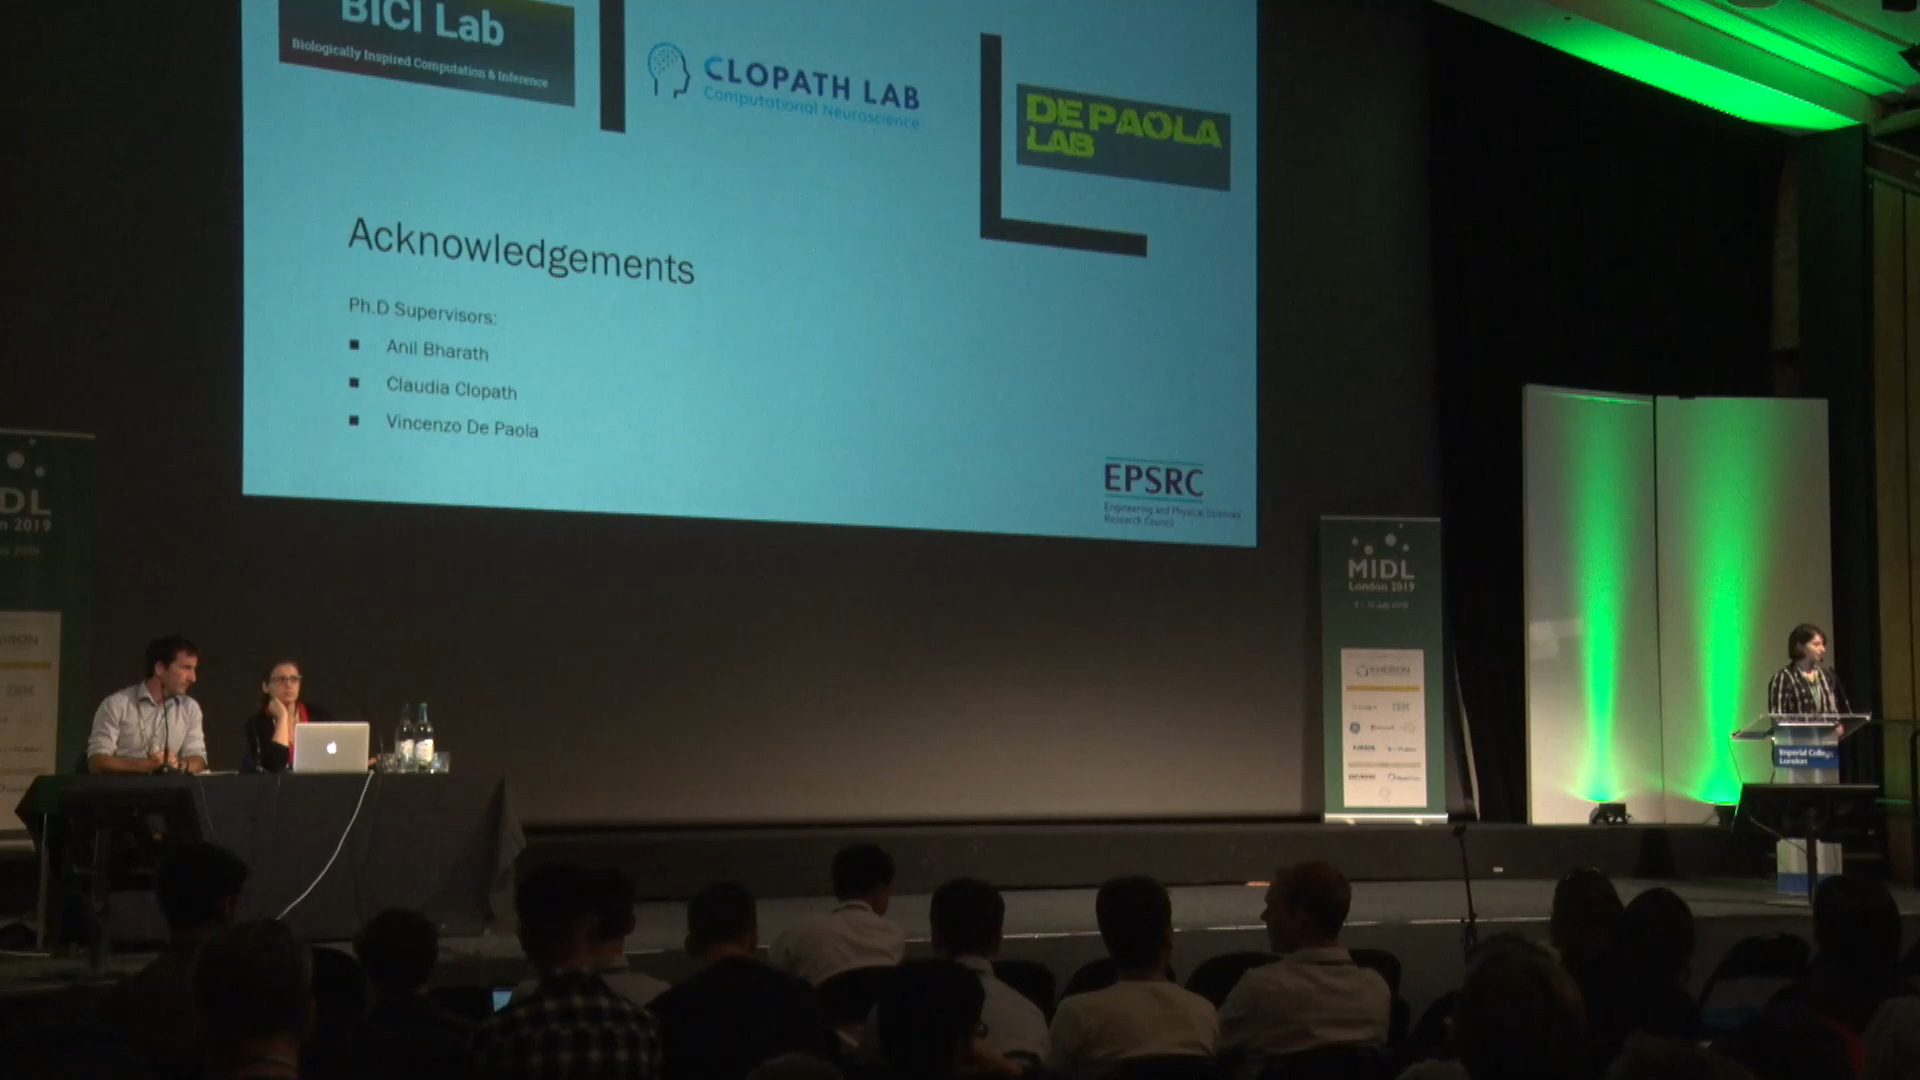 BICI Lab
Biologically Inspired Computation & Inference
CLOPATH LAB
Computational Neuroscience
DE PAOLA
LAB
Acknowledgements
Ph.D Supervisors:
Anil Bharath
Claudia Clopath
Vincenzo De Paola
EPSRC
Engineering and Physical Sciences
Research Council
DL
n 2019
MIDL
London 2019
KHEIRON
IBM
Imperial College
London